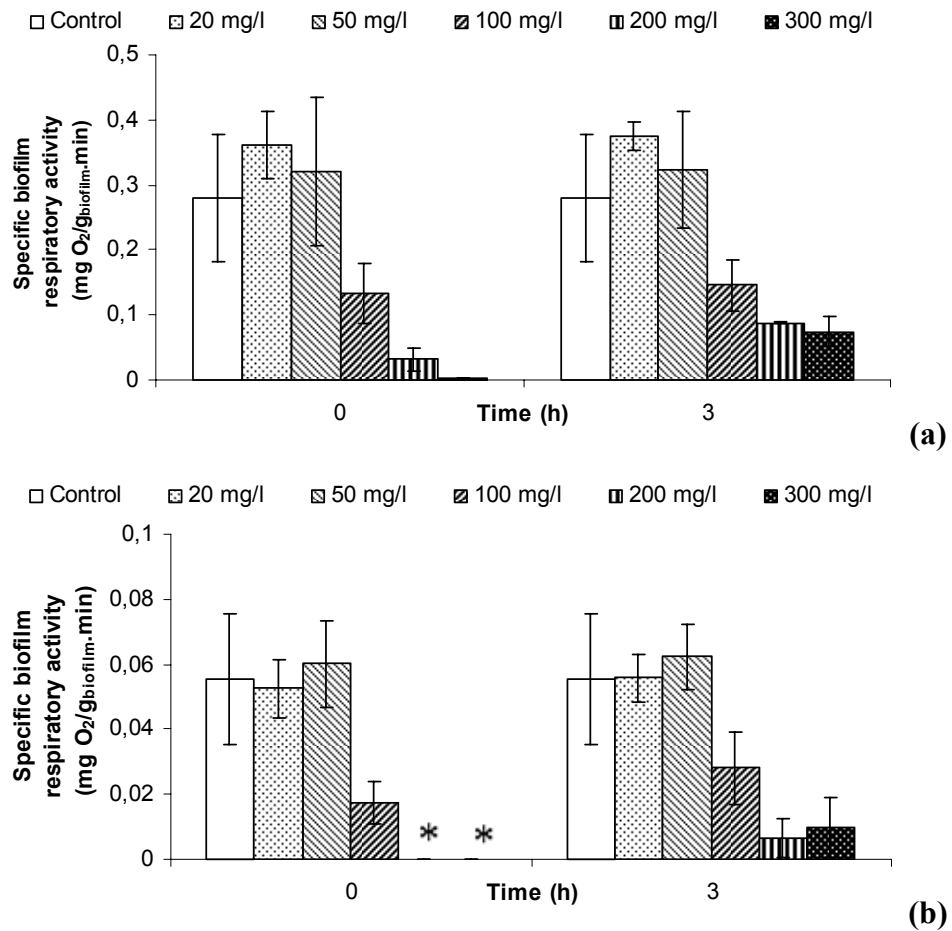 Control 20 mg/l 50 mg/l 100 mg/l 200 mg/l 300 mg/l
Specific biofilm
respiratory activity
(mg O2/gbiofilm.min)
0,5
0,4
0,3
0,2
0,1
0
0 Time (h) 3
(a)
Control 20 mg/l 50 mg/l 100 mg/l 200 mg/l 300 mg/l
Specific biofilm
respiratory activity
(mg O2/gbiofilm.min)
0,1
0,08
0,06
0,04
0,02
0
* *
0 Time (h) 3
(b)